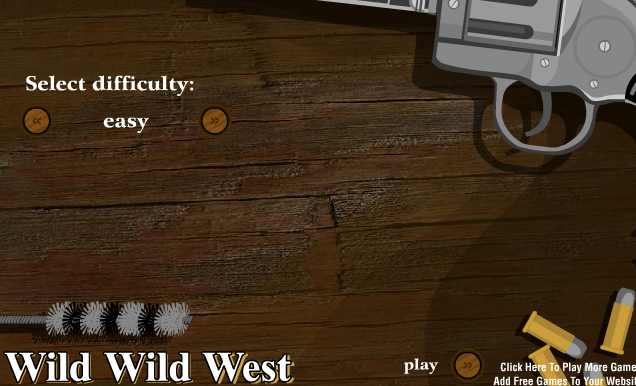 Select difficulty:
«
easy
»
Wild Wild West
play
»
Click Here To Play More Game
Add Free Games To Your Websit